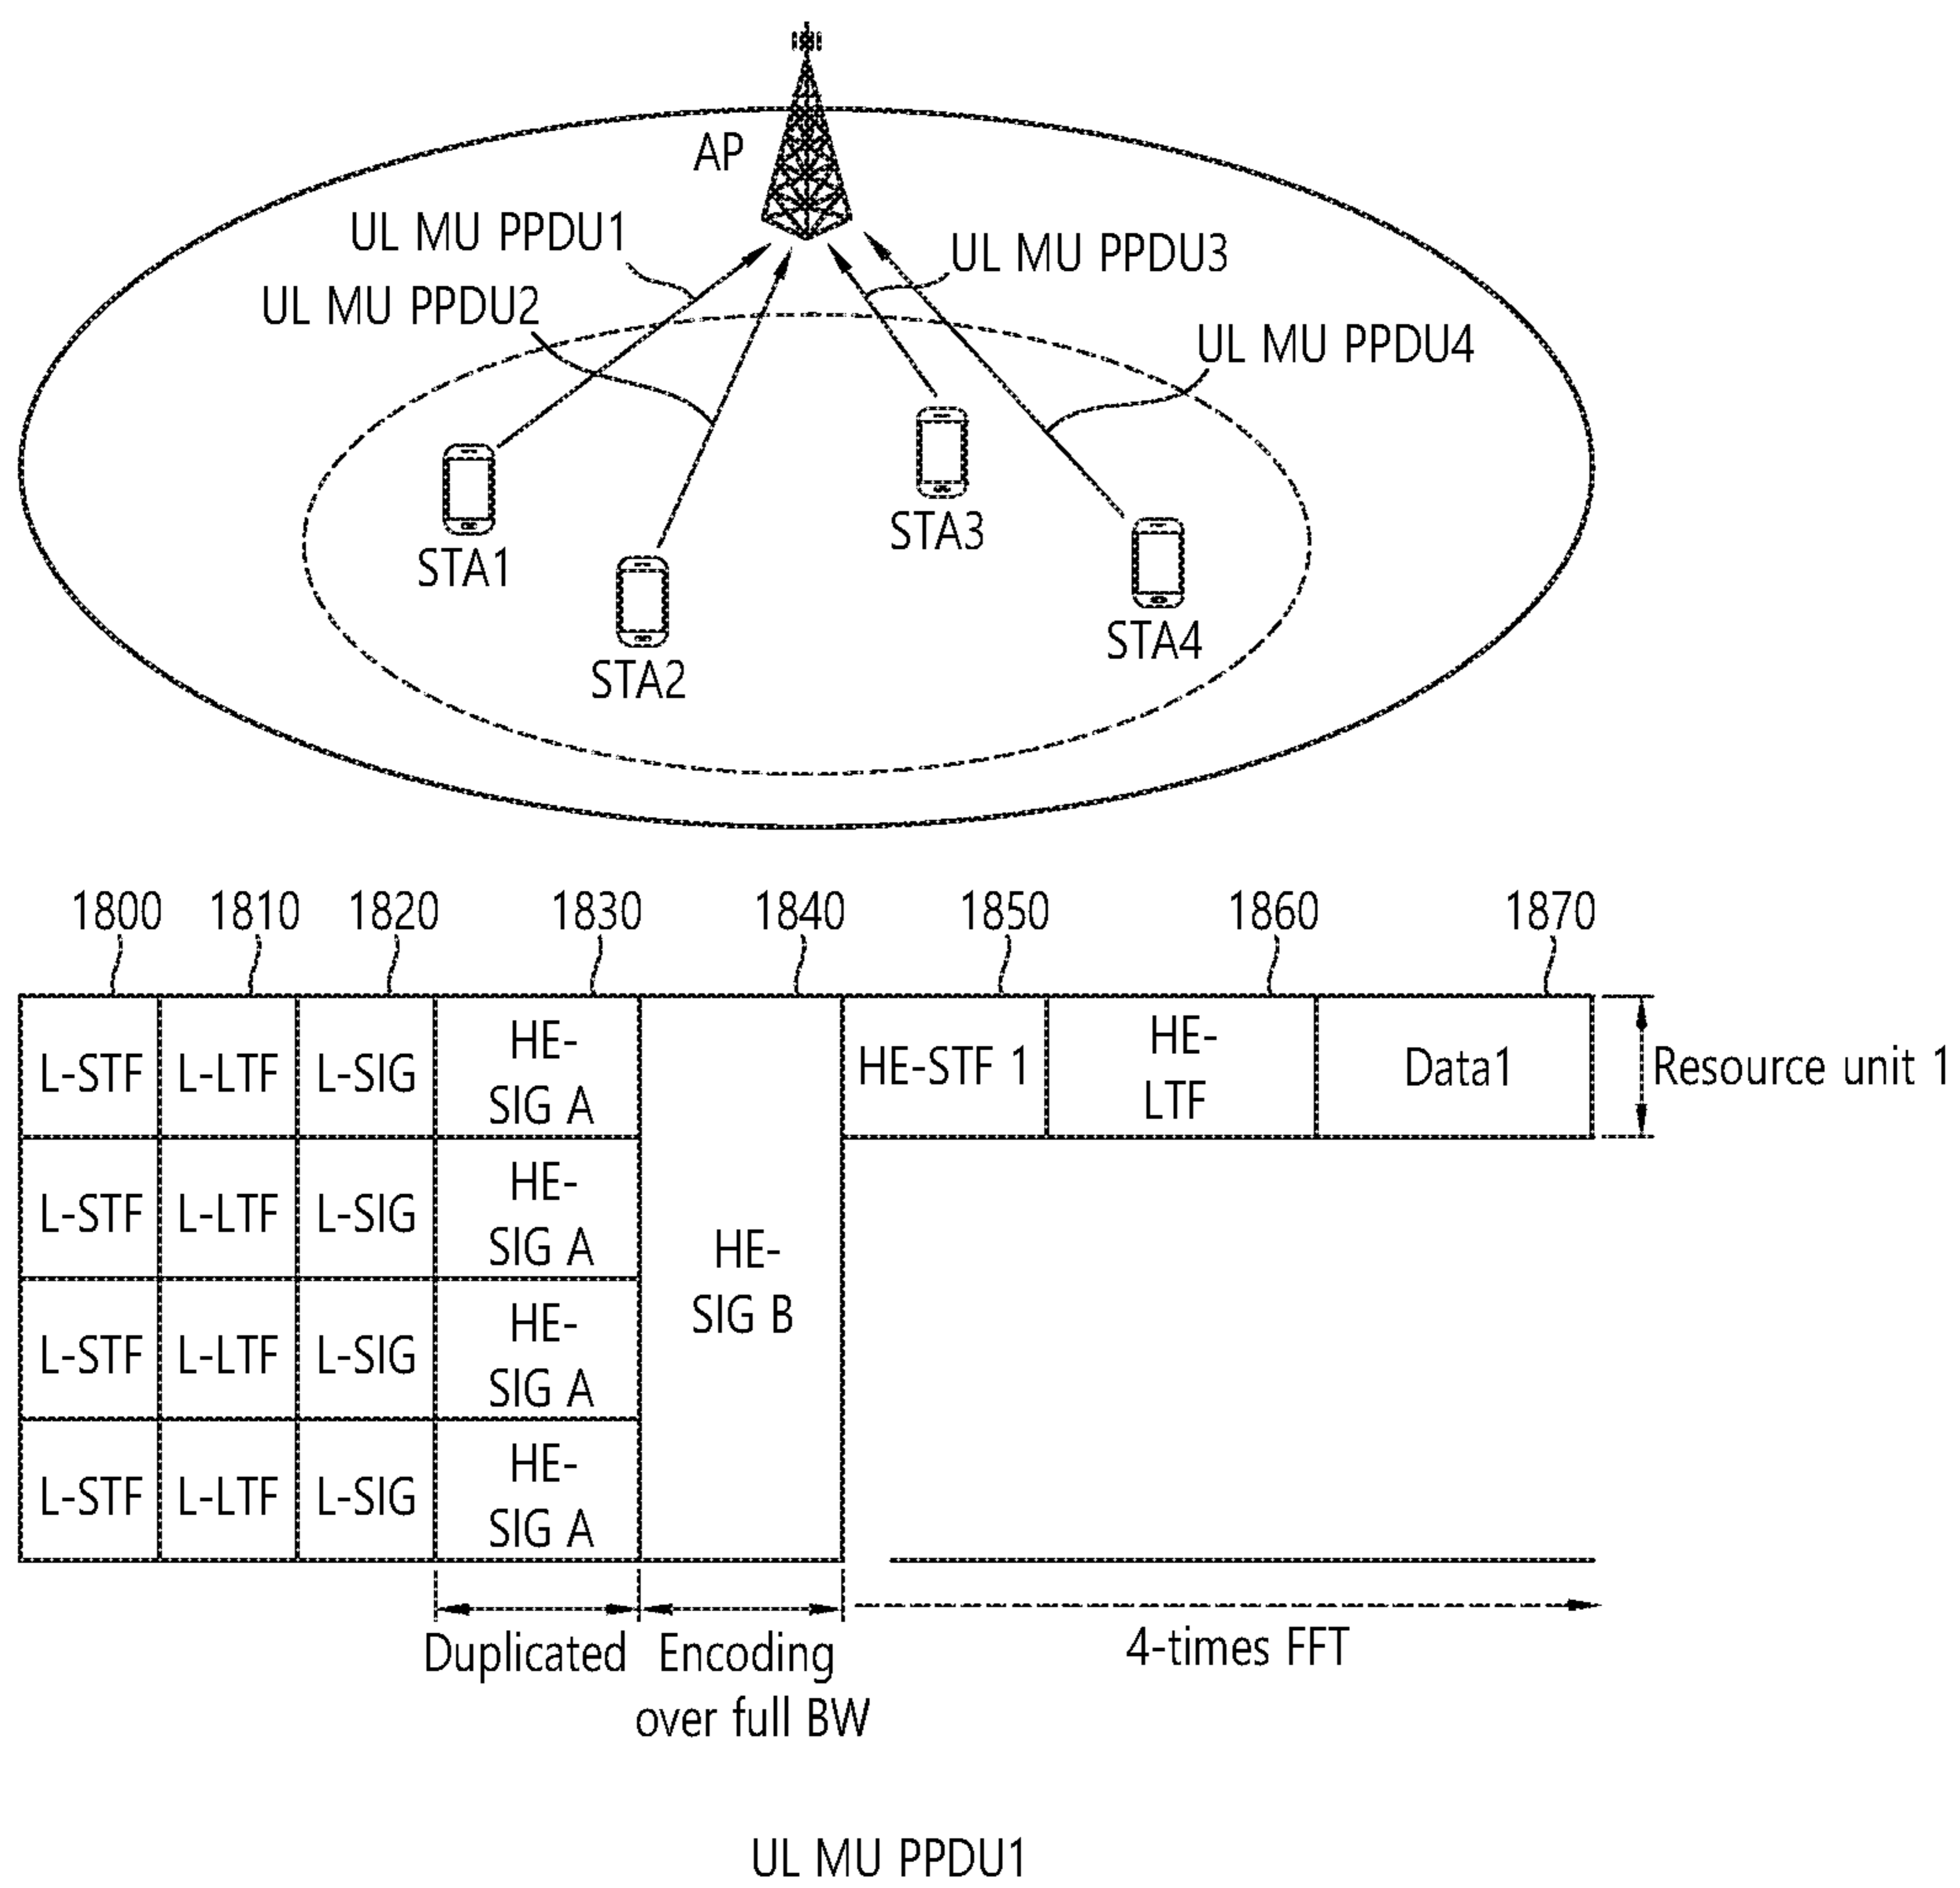 AP
UL MU PPDU1
UL MU PPDU3
UL MU PPDU2
UL MU PPDU4
STA1
STA3
STA2
STA4
1800 1810 1820 1830 1840 1850 1860 1870
L-STF L-LTF L-SIG HE-
SIG A
HE-STF 1 HE-
LTF
Data1 Resource unit 1
L-STF L-LTF L-SIG HE-
SIG A
HE-
SIG B
L-STF L-LTF L-SIG HE-
SIG A
L-STF L-LTF L-SIG HE-
SIG A
Duplicated
Encoding
over full BW
4-times FFT
UL MU PPDU1